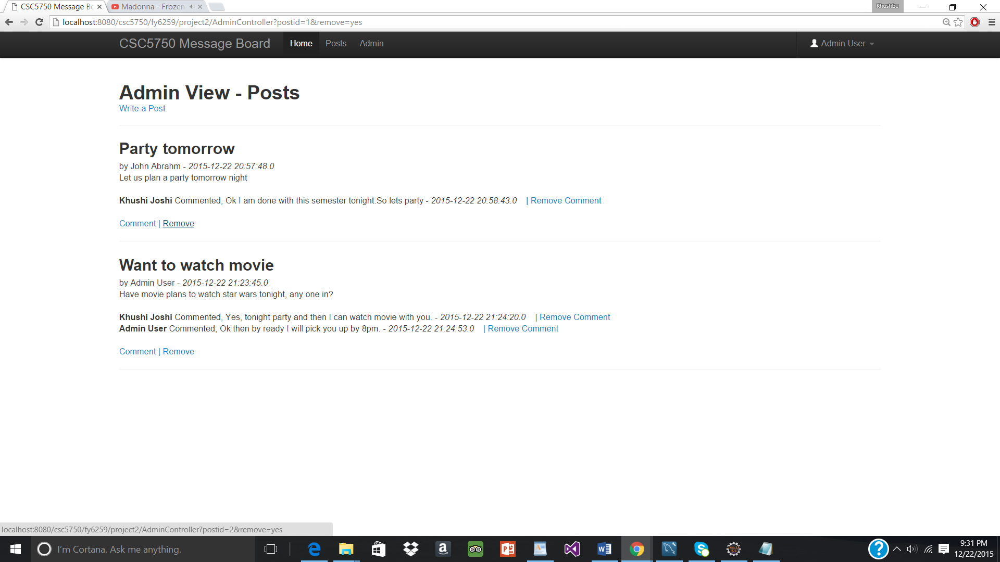 CSC5750 Message Bo
Madonna - Frozen
Khushbu
localhost:8080/csc5750/fy6259/project2/AdminController?postid=1&remove=yes
CSC5750 Message Board Home Posts Admin Admin User
Admin View - Posts
Write a Post
Party tomorrow
by John Abrahm - 2015-12-22 20:57:48.0
Let us plan a party tomorrow night
Khushi Joshi Commented, Ok I am done with this semester tonight.So lets party - 2015-12-22 20:58:43.0 | Remove Comment
Comment | Remove
Want to watch movie
by Admin User - 2015-12-22 21:23:45.0
Have movie plans to watch star wars tonight, any one in?
Khushi Joshi Commented, Yes, tonight party and then I can watch movie with you. - 2015-12-22 21:24:20.0 | Remove Comment
Admin User Commented, Ok then by ready I will pick you up by 8pm. - 2015-12-22 21:24:53.0 | Remove Comment
Comment | Remove
localhost:8080/csc5750/fy6259/project2/AdminController?postid=2&remove=yes
I'm Cortana. Ask me anything.
9:31 PM
12/22/2015